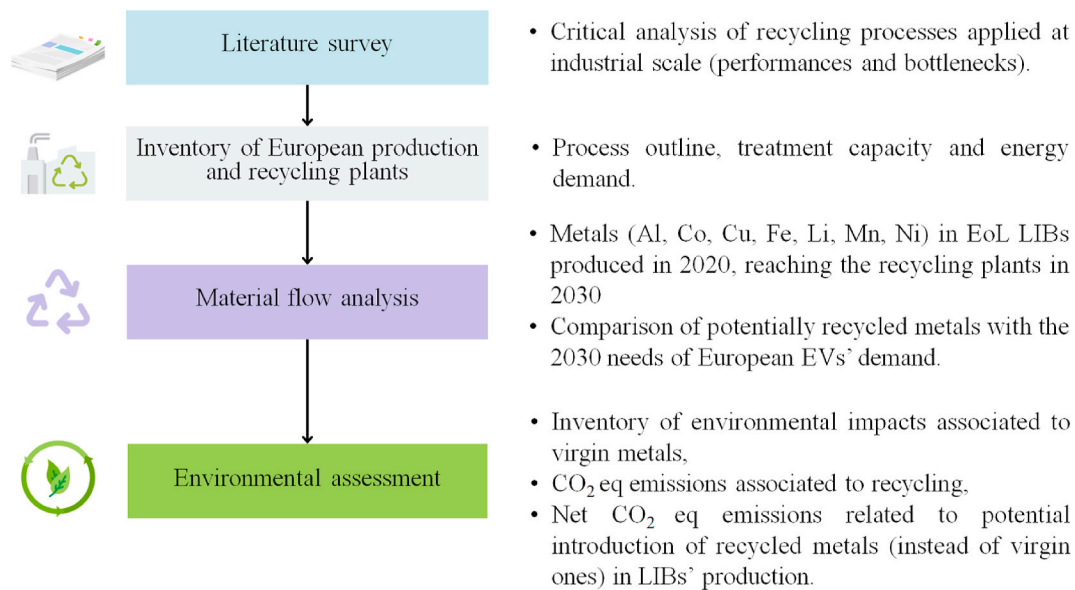 Literature survey
• Critical analysis of recycling processes applied at
industrial scale (performances and bottlenecks).
Inventory of European production
and recycling plants
• Process outline, treatment capacity and energy
demand.
Material flow analysis
• Metals (Al, Co, Cu, Fe, Li, Mn, Ni) in EoL LIBs
produced in 2020, reaching the recycling plants in
2030
• Comparison of potentially recycled metals with the
2030 needs of European EVs’ demand.
Environmental assessment
• Inventory of environmental impacts associated to
virgin metals,
• CO₂ eq emissions associated to recycling,
• Net CO₂ eq emissions related to potential
introduction of recycled metals (instead of virgin
ones) in LIBs’ production.